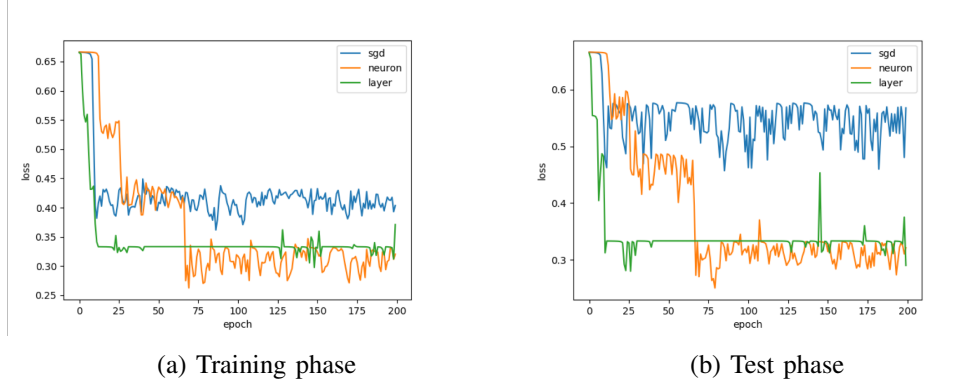 sgd
neuron
layer
0.65
0.60
0.55
0.50
0.45
0.40
0.35
0.30
0.25
loss
0 25 50 75 100 125 150 175 200
epoch
(a) Training phase
sgd
neuron
layer
0.6
0.5
0.4
0.3
loss
0 25 50 75 100 125 150 175 200
epoch
(b) Test phase